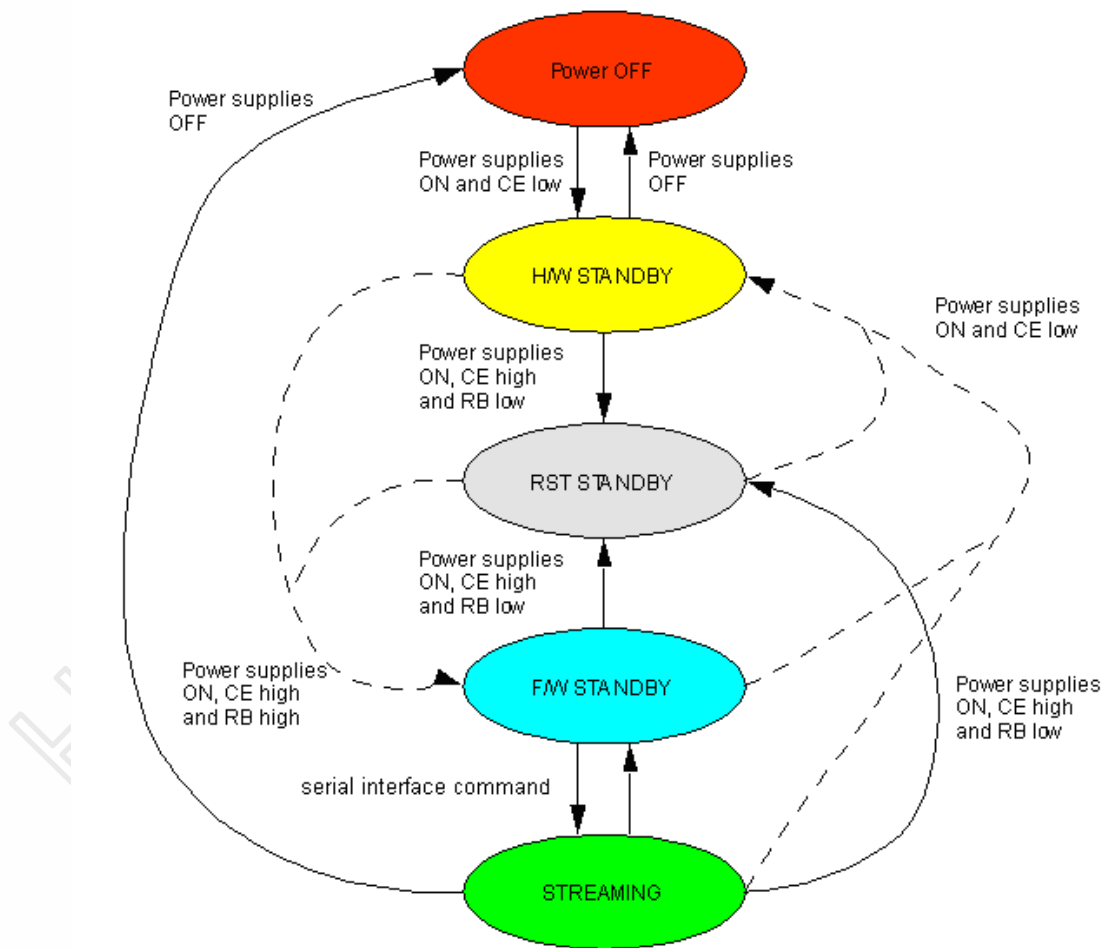 Power OFF
Power supplies
OFF
Power supplies
ON and CE low
Power supplies
OFF
H/W STANDBY
Power supplies
ON and CE low
Power supplies
ON, CE high
and RB low
RST STANDBY
Power supplies
ON, CE high
and RB low
Power supplies
ON, CE high
and RB high
F/W STANDBY
Power supplies
ON, CE high
and RB low
serial interface command
STREAMING